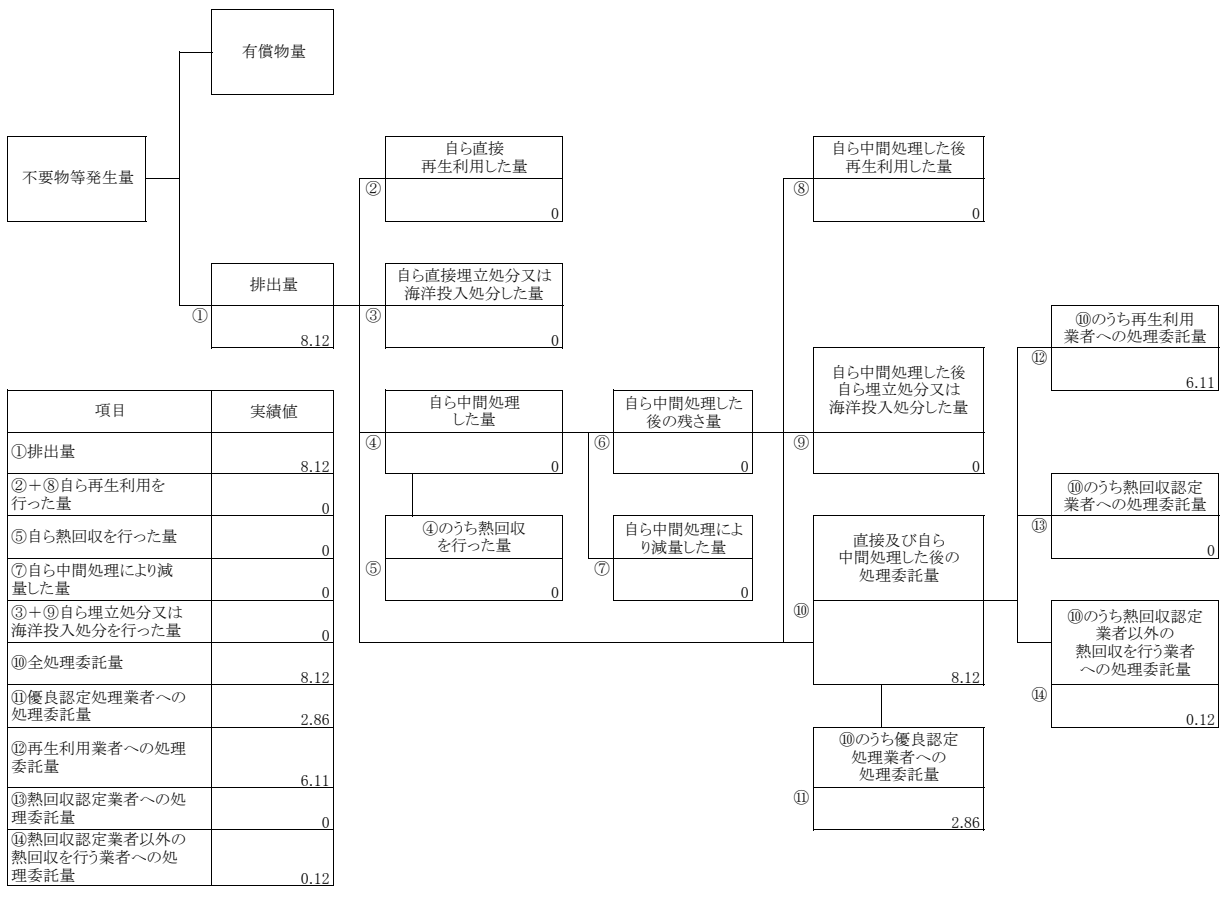 有償物量
不要物等発生量
排出量
①
8.12
自ら直接
再生利用した量
②
0
自ら直接埋立処分又は
海洋投入処分した量
③
0
自ら中間処理
した量
④
0
④のうち熱回収
を行った量
⑤
0
自ら中間処理した
後の残さ量
⑥
0
自ら中間処理によ
り減量した量
⑦
0
自ら中間処理した後
再生利用した量
⑧
0
自ら中間処理した後
自ら埋立処分又は
海洋投入処分した量
⑨
0
直接及び自ら
中間処理した後の
処理委託量
⑩
8.12
⑩のうち優良認定
処理業者への
処理委託量
⑪
2.86
⑩のうち再生利用
業者への処理委託量
⑫
6.11
⑩のうち熱回収認定
業者への処理委託量
⑬
0
⑩のうち熱回収認定
業者以外の
熱回収を行う業者
への処理委託量
⑭
0.12
項目 実績値
①排出量
8.12
②＋⑧自ら再生利用を
行った量
0
⑤自ら熱回収を行った量
0
⑦自ら中間処理により減
量した量
0
③＋⑨自ら埋立処分又は
海洋投入処分を行った量
0
⑩全処理委託量
8.12
⑪優良認定処理業者への
処理委託量
2.86
⑫再生利用業者への処理
委託量
6.11
⑬熱回収認定業者への処
理委託量
0
⑭熱回収認定業者以外の
熱回収を行う業者への処
理委託量
0.12